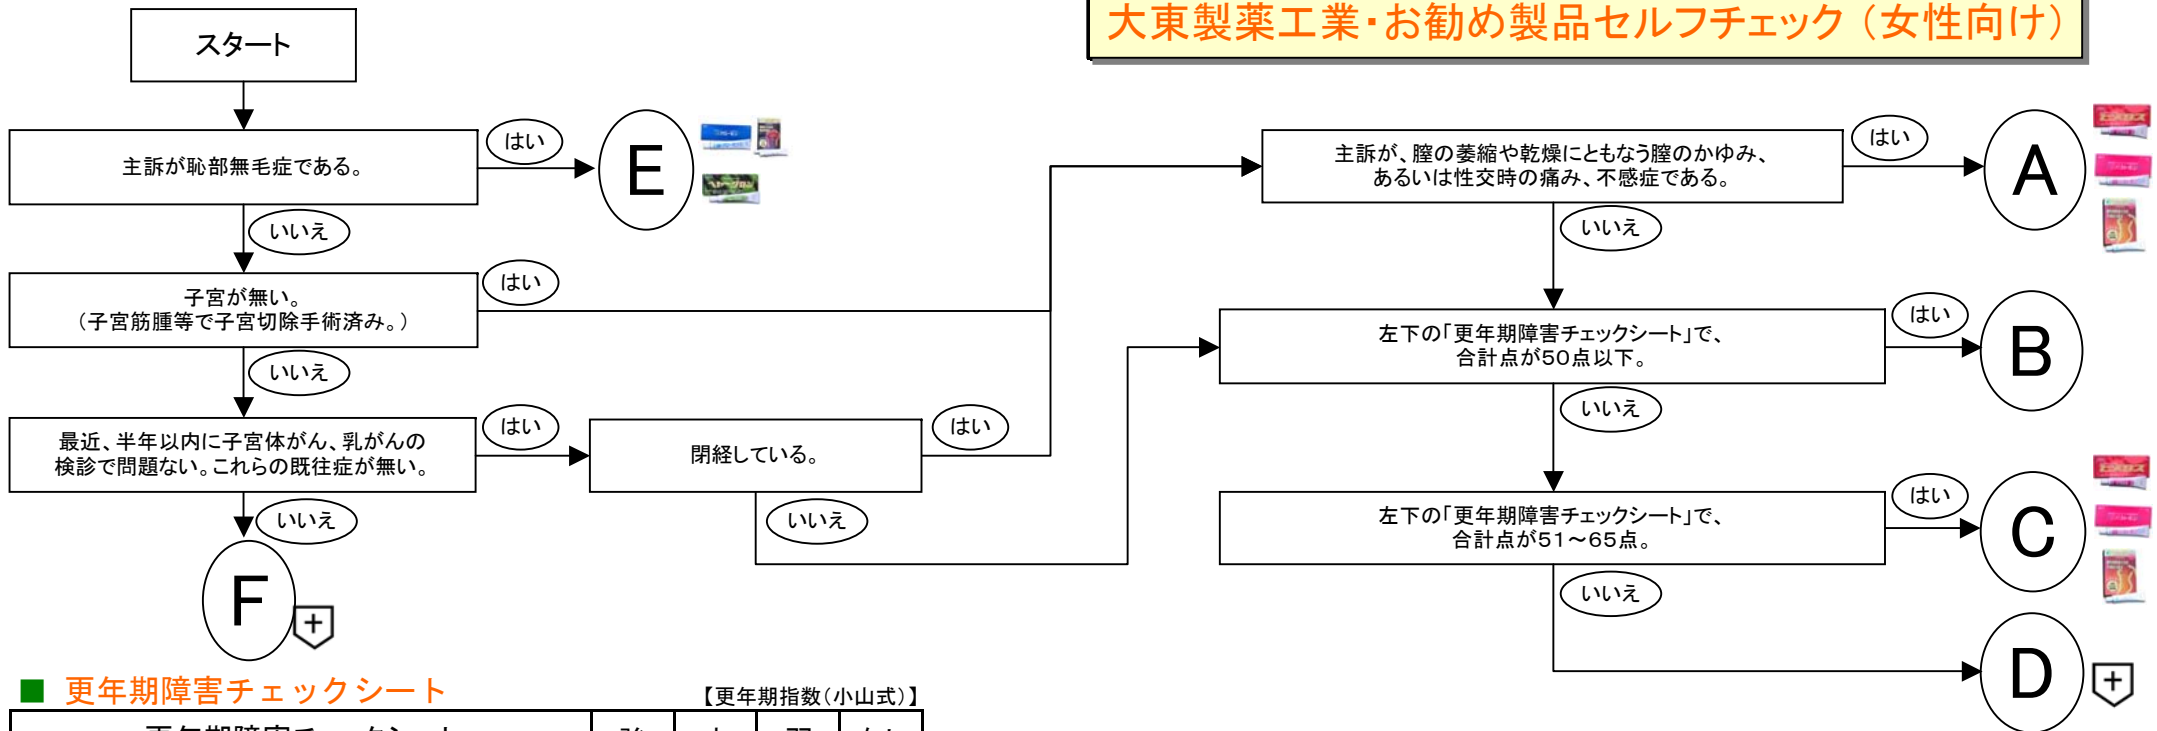 大東製薬工業・お勧め製品セルフチェック（女性向け）
スタート
主訴が恥部無毛症である。
はい
E
いいえ
子宮が無い。
（子宮筋腫等で子宮切除手術済み。）
はい
いいえ
最近、半年以内に子宮体がん、乳がんの
検診で問題ない。これらの既往症が無い。
はい
いいえ
F
閉経している。
はい
いいえ
主訴が、膣の萎縮や乾燥にともなう膣のかゆみ、
あるいは性交時の痛み、不感症である。
はい
A
いいえ
左下の「更年期障害チェックシート」で、
合計点が50点以下。
はい
B
いいえ
左下の「更年期障害チェックシート」で、
合計点が51～65点。
はい
C
いいえ
D
■ 更年期障害チェックシート
【更年期指数（小山式）】